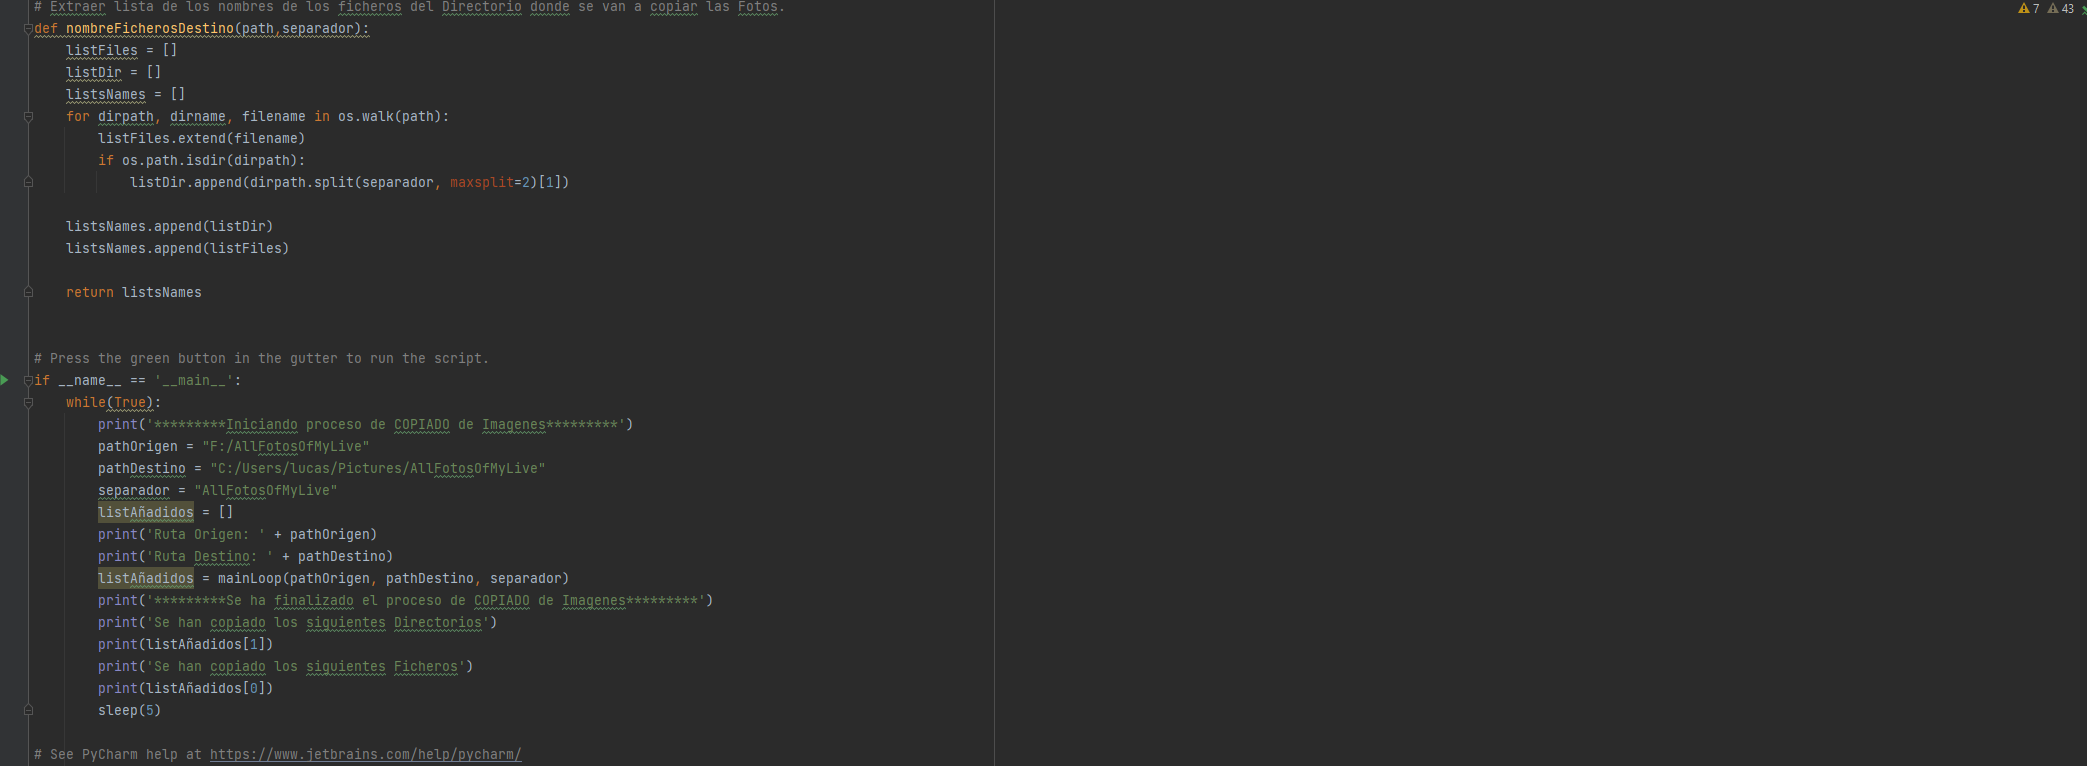 # Extraer lista de los nombres de los ficheros del Directorio donde se van a copiar las Fotos.
7 43
def nombreFicherosDestino(path,separador):
    listFiles = []
    listDir = []
    listsNames = []
    for dirpath, dirname, filename in os.walk(path):
        listFiles.extend(filename)
        if os.path.isdir(dirpath):
            listDir.append(dirpath.split(separador, maxsplit=2)[1])
    listsNames.append(listDir)
    listsNames.append(listFiles)
    return listsNames
# Press the green button in the gutter to run the script.
if __name__ == '__main__':
    while(True):
        print('*********Iniciando proceso de COPIADO de Imagenes*********')
        pathOrigen = "F:/AllFotosOfMyLive"
        pathDestino = "C:/Users/lucas/Pictures/AllFotosOfMyLive"
        separador = "AllFotosOfMyLive"
        listAñadidos = []
        print('Ruta Origen: ' + pathOrigen)
        print('Ruta Destino: ' + pathDestino)
        listAñadidos = mainLoop(pathOrigen, pathDestino, separador)
        print('*********Se ha finalizado el proceso de COPIADO de Imagenes*********')
        print('Se han copiado los siguientes Directorios')
        print(listAñadidos[1])
        print('Se han copiado los siguientes Ficheros')
        print(listAñadidos[0])
        sleep(5)
# See PyCharm help at https://www.jetbrains.com/help/pycharm/